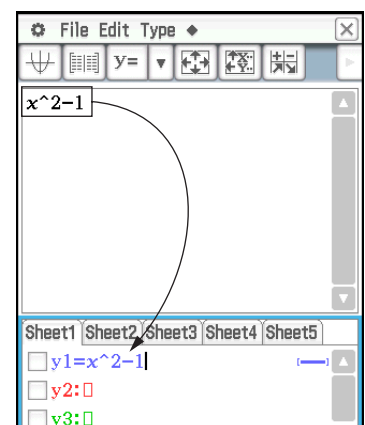 File Edit Type ◆
y=
x^2−1
Sheet1 Sheet2 Sheet3 Sheet4 Sheet5
y1=x^2−1
y2:▯
y3:▯